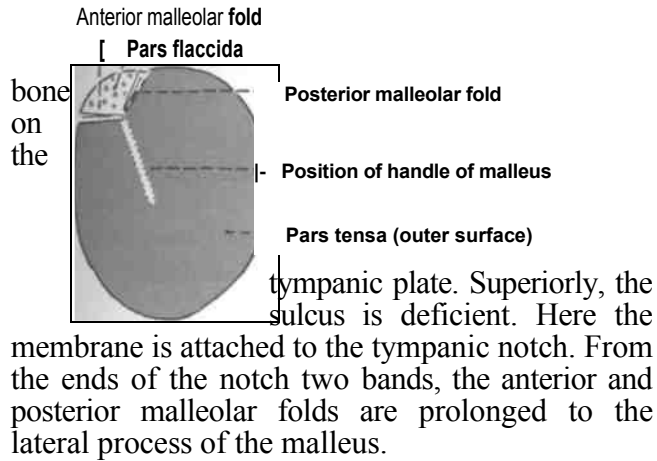 Anterior malleolar fold
[ Pars flaccida
bone
on
the
Posterior malleolar fold
|- Position of handle of malleus
Pars tensa (outer surface)
tympanic plate. Superiorly, the
sulcus is deficient. Here the
membrane is attached to the tympanic notch. From
the ends of the notch two bands, the anterior and
posterior malleolar folds are prolonged to the
lateral process of the malleus.